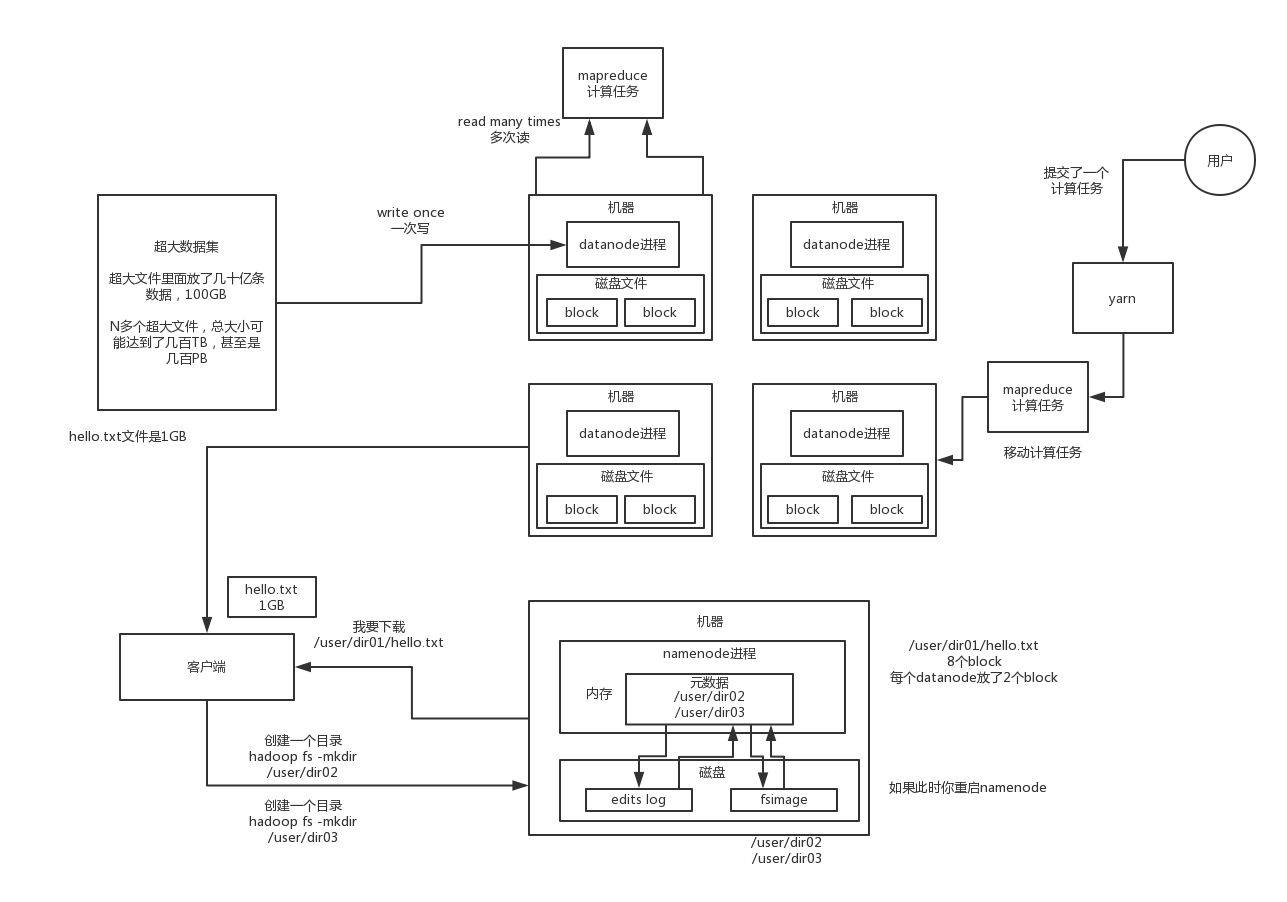 mapreduce
计算任务
read many times
多次读
用户
提交了一个
计算任务
write once
一次写
超大数据集
超大文件里面放了几十亿条
数据，100GB
N多个超大文件，总大小可
能达到了几百TB，甚至是
几百PB
机器
datanode进程
磁盘文件
block
block
机器
datanode进程
磁盘文件
block
block
yarn
mapreduce
计算任务
移动计算任务
hello.txt文件是1GB
机器
datanode进程
磁盘文件
block
block
机器
datanode进程
磁盘文件
block
block
hello.txt
1GB
客户端
我要下载
/user/dir01/hello.txt
创建一个目录
hadoop fs -mkdir
/user/dir02
创建一个目录
hadoop fs -mkdir
/user/dir03
机器
namenode进程
内存
元数据
/user/dir02
/user/dir03
磁盘
edits log
fsimage
/user/dir02
/user/dir03
/user/dir01/hello.txt
8个block
每个datanode放了2个block
如果此时你重启namenode